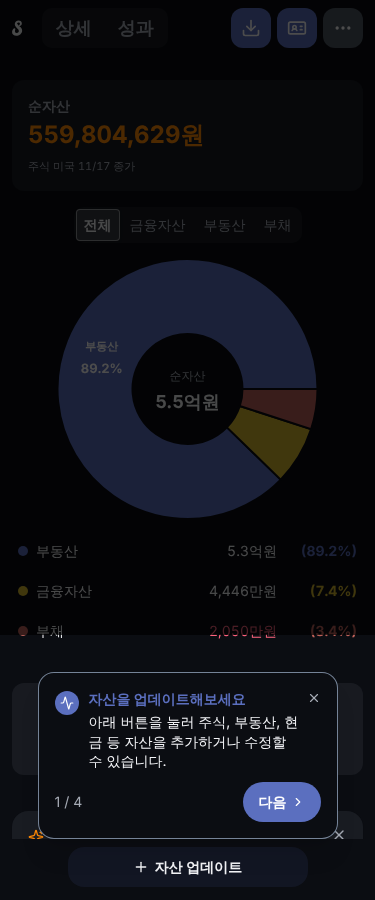 S 상세 성과
순자산
559,804,629원
주식 미국 11/17 종가
전체 금융자산 부동산 부채
부동산
89.2%
순자산
5.5억원
부동산 5.3억원 (89.2%)
금융자산 4,446만원 (7.4%)
부채 2,050만원 (3.4%)
자산을 업데이트해보세요
아래 버튼을 눌러 주식, 부동산, 현
금 등 자산을 추가하거나 수정할
수 있습니다.
1 / 4 다음
자산 업데이트